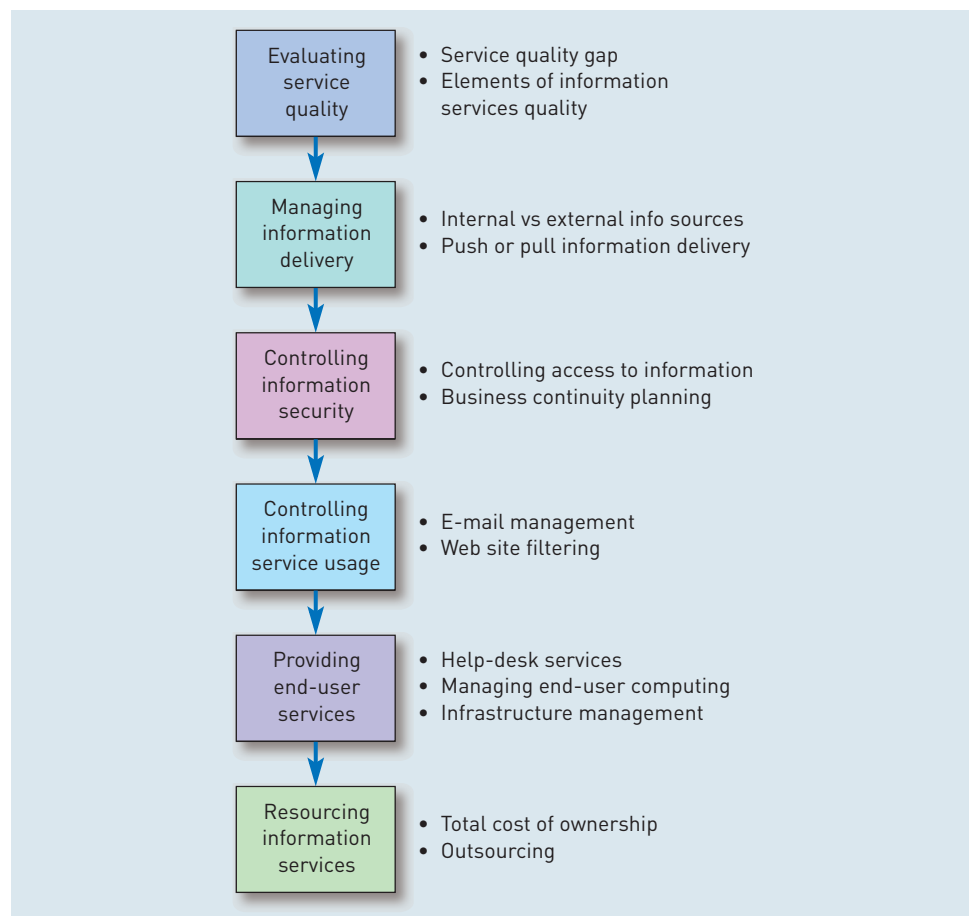 Evaluating
service
quality
• Service quality gap
• Elements of information
services quality
Managing
information
delivery
• Internal vs external info sources
• Push or pull information delivery
Controlling
information
security
• Controlling access to information
• Business continuity planning
Controlling
information
service usage
• E-mail management
• Web site filtering
Providing
end-user
services
• Help-desk services
• Managing end-user computing
• Infrastructure management
Resourcing
information
services
• Total cost of ownership
• Outsourcing